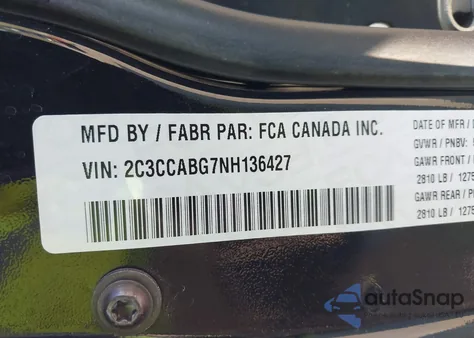 MFD BY / FABR PAR: FCA CANADA INC.
VIN: 2C3CCABG7NH136427
DATE OF MFR /
GVWR / PNBV:
GAWR FRONT /
2810 LB / 1275
GAWR REAR /
2810 LB / 1275
autoSnap